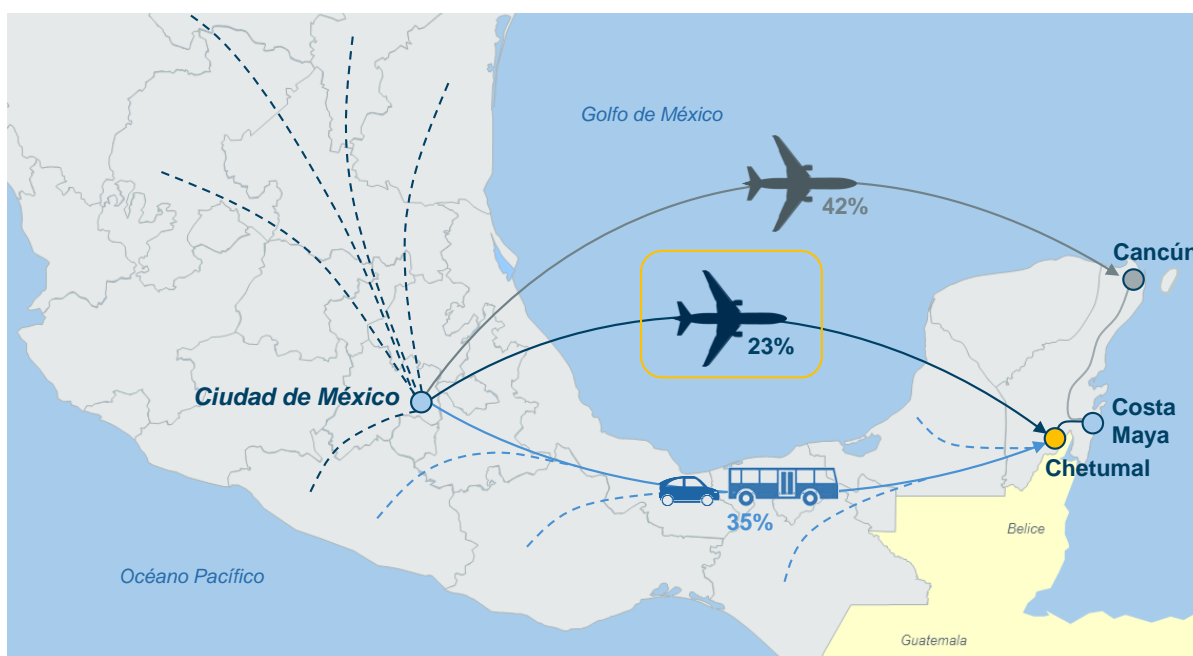 Golfo de México
42%
Cancún
23%
Ciudad de México
Costa
Maya
Chetumal
35%
Belice
Océano Pacífico
Guatemala